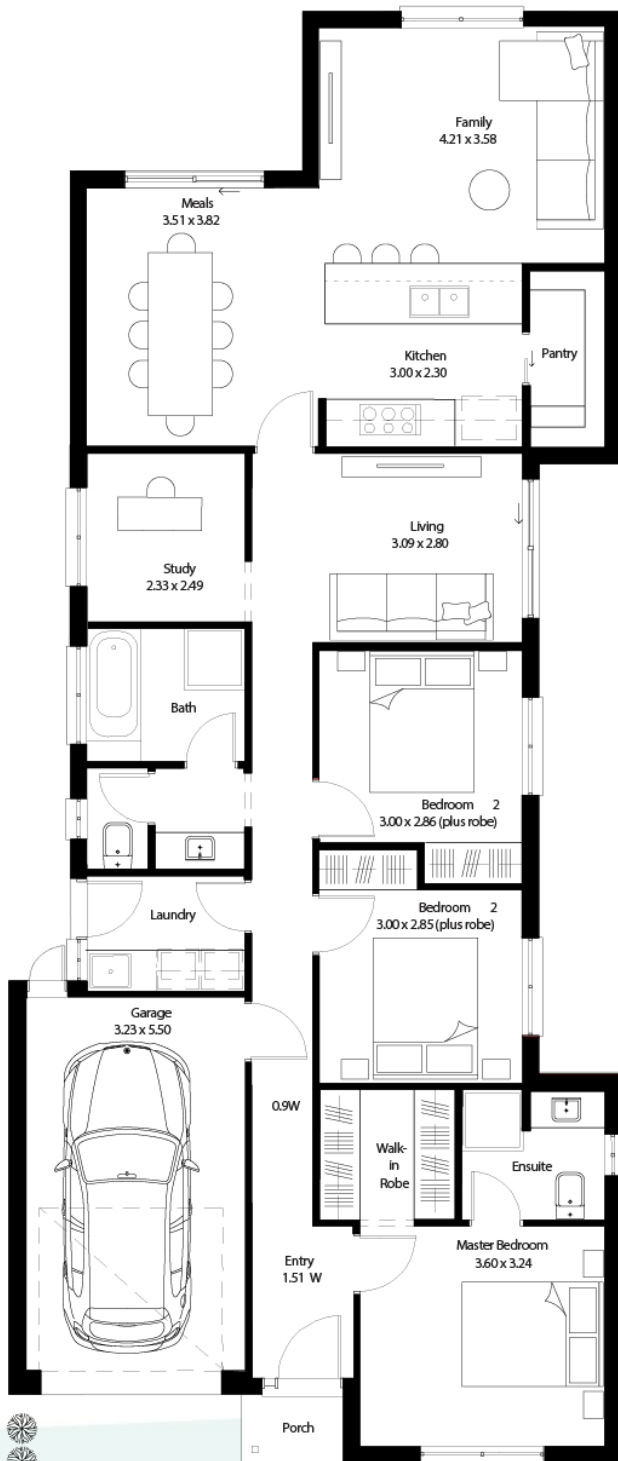 Family
4.21 x 3.58
Meals
3.51 x 3.82
Kitchen
3.00 x 2.30
Pantry
Living
3.09 x 2.80
Study
2.33 x 2.49
Bath
Bedroom 2
3.00 x 2.86 (plus robe)
Laundry
Bedroom 2
3.00 x 2.85 (plus robe)
Garage
3.23 x 5.50
0.9W
Walk-
in
Robe
Ensuite
Entry
1.51 W
Master Bedroom
3.60 x 3.24
Porch